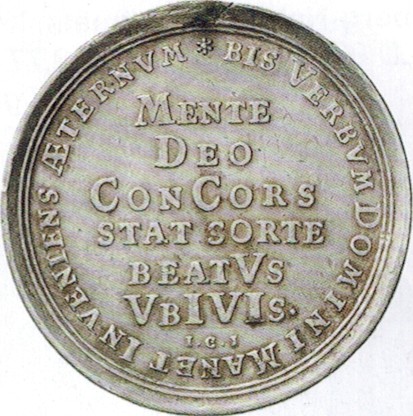 * BIS VERBVM DOMINI MANET INVENIENS ÆTERNVM
MENTE
DEO
CONCORS
STAT SORTE
BEATVS
VBIVIS.
I.G.I